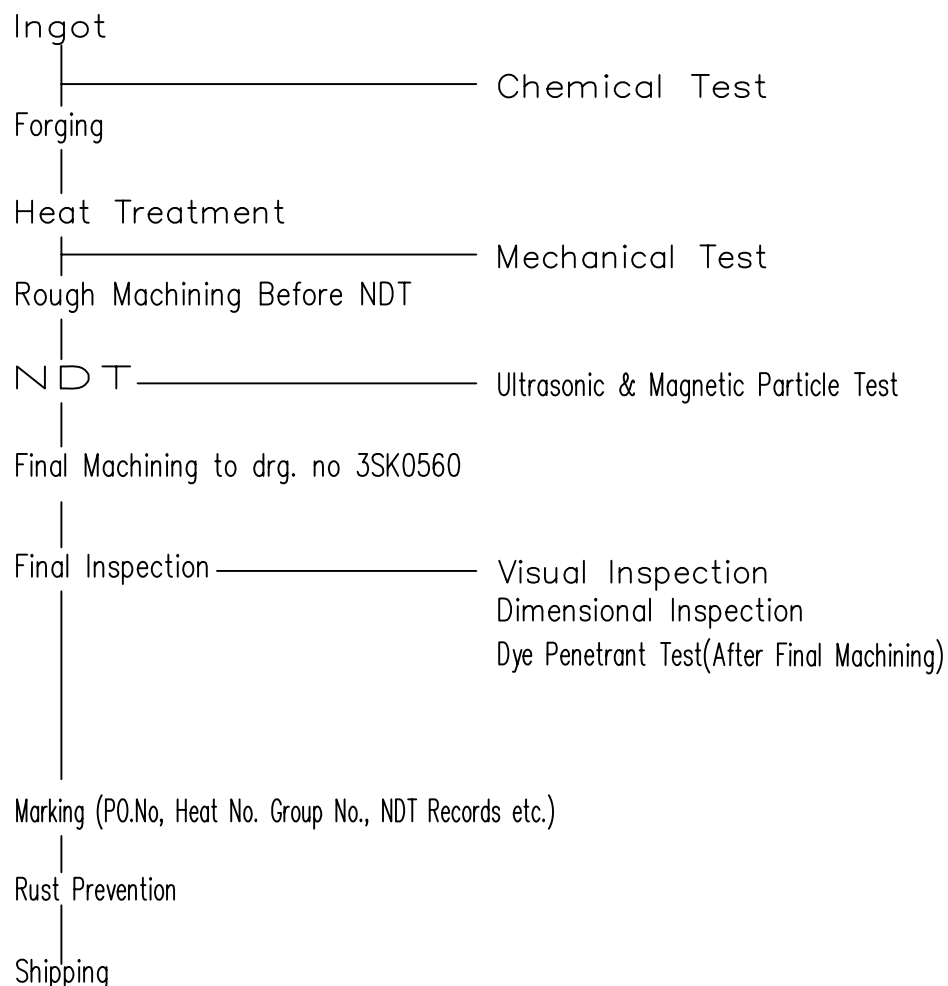 Ingot
Chemical Test
Forging
Heat Treatment
Mechanical Test
Rough Machining Before NDT
NDT
Ultrasonic & Magnetic Particle Test
Final Machining to drg. no 3SK0560
Final Inspection
Visual Inspection
Dimensional Inspection
Dye Penetrant Test(After Final Machining)
Marking (PO.No, Heat No. Group No., NDT Records etc.)
Rust Prevention
Shipping